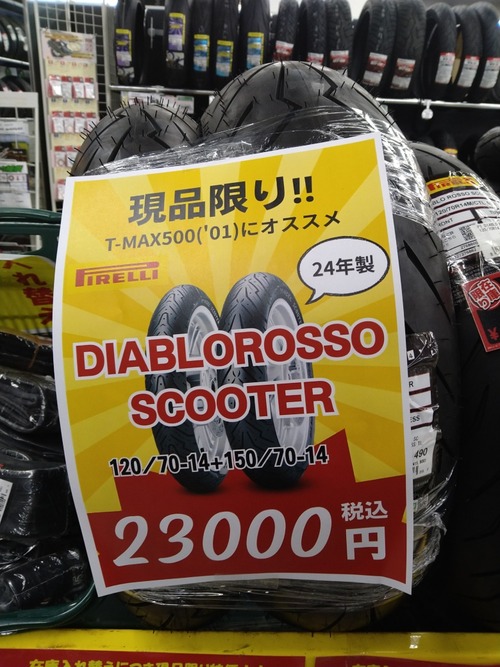 現品限り!!
T-MAX500('01)にオススメ
24年製
PIRELLI
DIABLOROSSO
SCOOTER
120/70-14+150/70-14
23000
税込
円